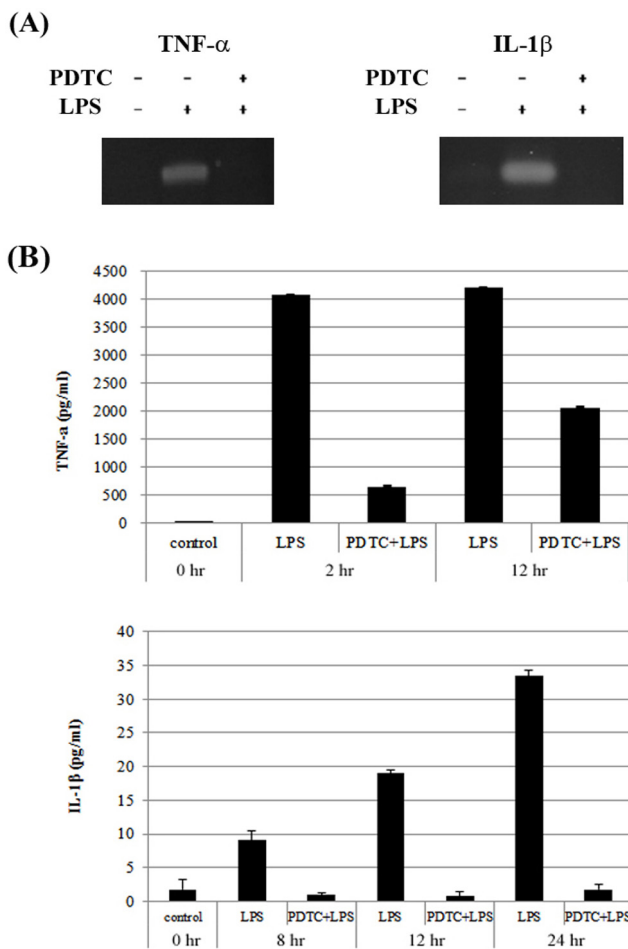 (A)
TNF-α IL-1β
PDTC - - + - - +
LPS - + + - + +
(B)
4500
4000
3500
3000
2500
2000
1500
1000
500
0
TNF-a (pg/ml)
control LPS PDTC+LPS LPS PDTC+LPS
0 hr 2 hr 12 hr
40
35
30
25
20
15
10
5
0
IL-1β (pg/ml)
control LPS PDTC+LPS LPS PDTC+LPS LPS PDTC+LPS
0 hr 8 hr 12 hr 24 hr